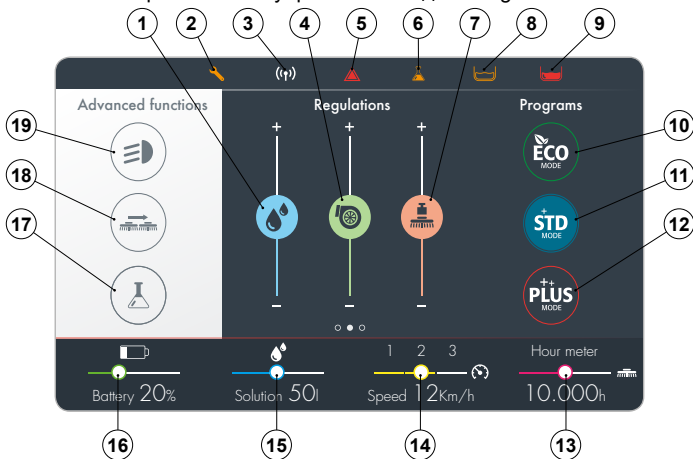 1 2 3 4 5 6 7 8 9
Advanced functions Regulations Programs
+ + +
19 ECO MODE 10
18 + STD MODE 11
17 ++ PLUS MODE 12
– – –
1 2 3 Hour meter
Battery 20% Solution 50l Speed 12Km/h 10.000h
16 15 14 13